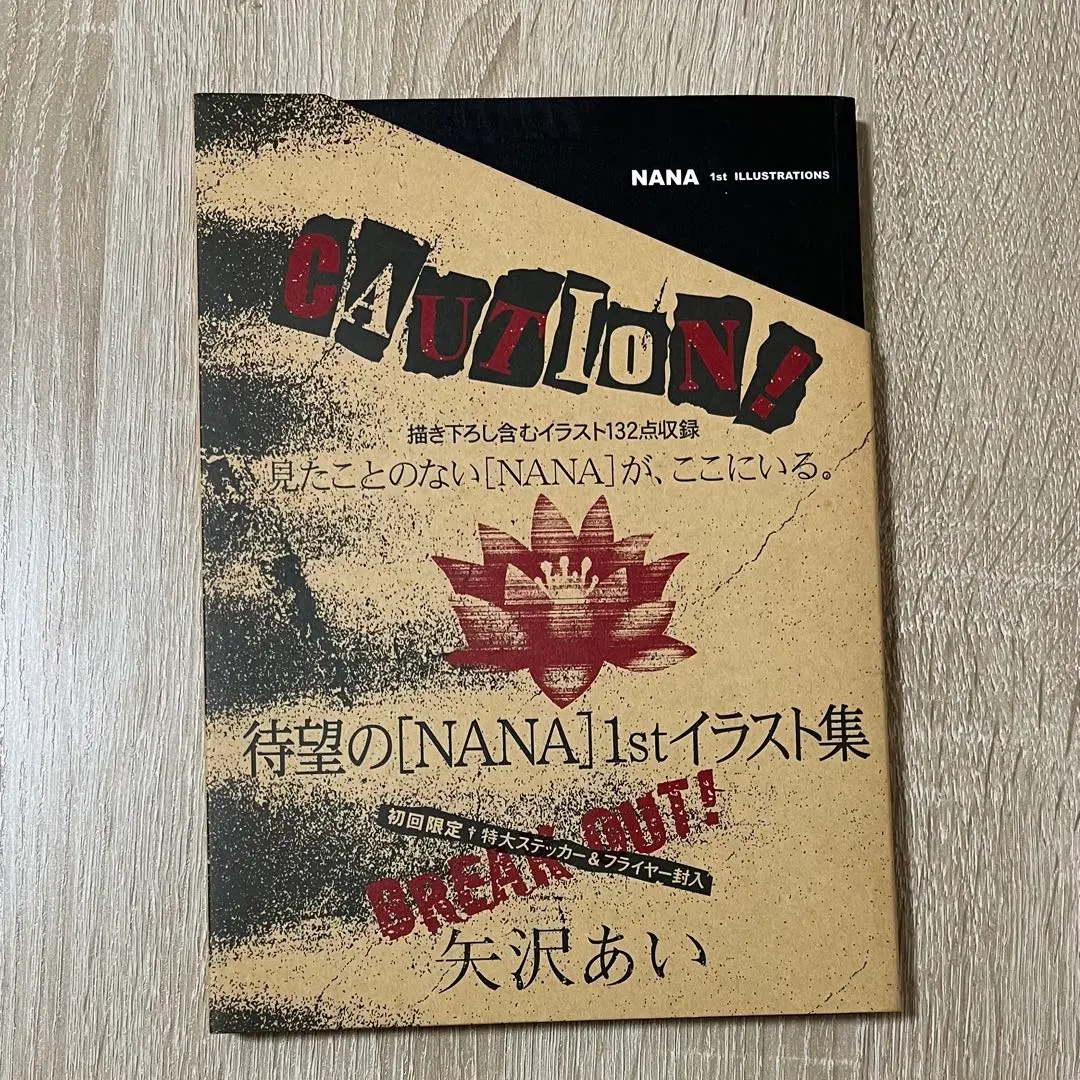 NANA 1st ILLUSTRATIONS
CAUTION!
描き下ろし含むイラスト132点収録
見たことのない[NANA]が、ここにいる。
待望の[NANA]1stイラスト集
BREAK OUT!
初回限定†特大ステッカー&フライヤー封入
矢沢あい